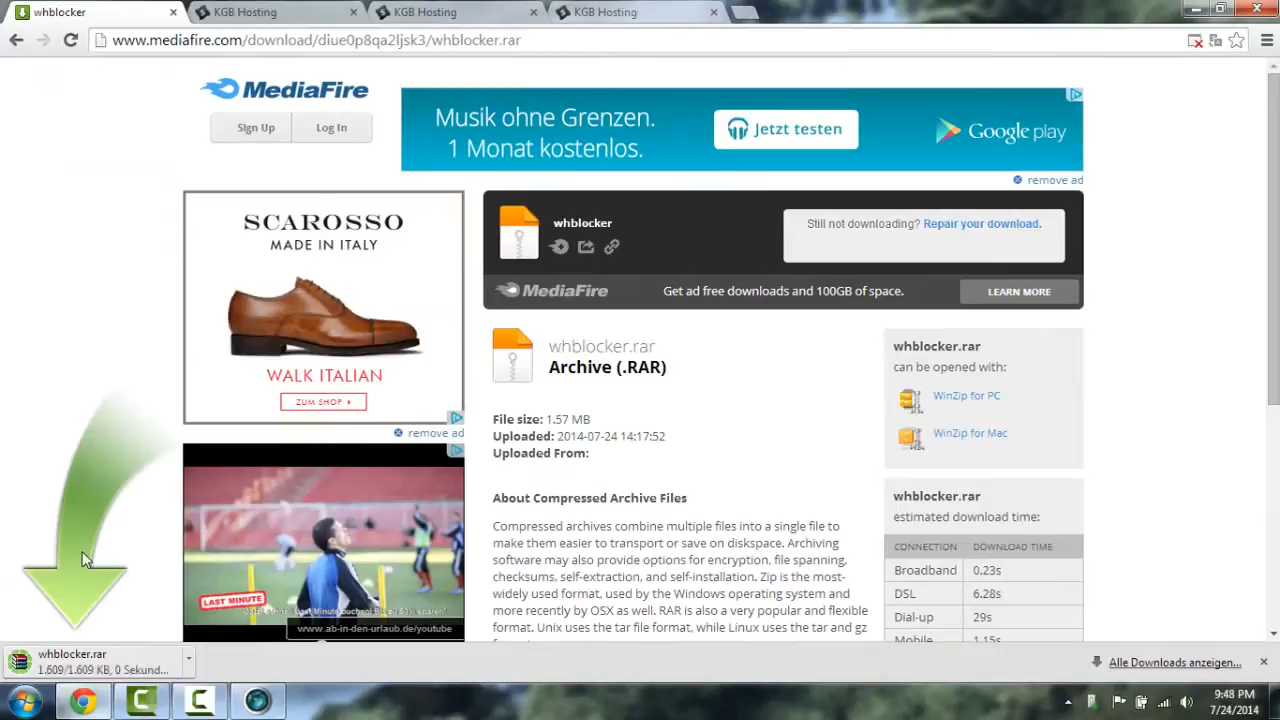 whblocker
KGB Hosting
KGB Hosting
KGB Hosting
www.mediafire.com/download/diue0p8qa2ljsk3/whblocker.rar
MediaFire
Sign Up
Log In
Musik ohne Grenzen.
1 Monat kostenlos.
Jetzt testen
Google play
remove ad
SCAROSSO
MADE IN ITALY
WALK ITALIAN
ZUM SHOP
remove ad
whblocker
Still not downloading? Repair your download.
MediaFire
Get ad free downloads and 100GB of space.
LEARN MORE
whblocker.rar
Archive (.RAR)
File size: 1.57 MB
Uploaded: 2014-07-24 14:17:52
Uploaded From:
About Compressed Archive Files
Compressed archives combine multiple files into a single file to
make them easier to transport or save on diskspace. Archiving
software may also provide options for encryption, file spanning,
checksums, self-extraction, and self-installation. Zip is the most-
widely used format, used by the Windows operating system and
more recently by OSX as well. RAR is also a very popular and flexible
format. Unix uses the tar file format, while Linux uses the tar and gz
whblocker.rar
can be opened with:
WinZip for PC
WinZip for Mac
whblocker.rar
estimated download time:
CONNECTION DOWNLOAD TIME
Broadband 0.23s
DSL 6.28s
Dial-up 29s
Mobile 1.15s
LAST MINUTE
www.ab-in-den-urlaub.de/youtube
whblocker.rar
1.609/1.609 KB, 0 Sekund...
Alle Downloads anzeigen...
9:48 PM
7/24/2014